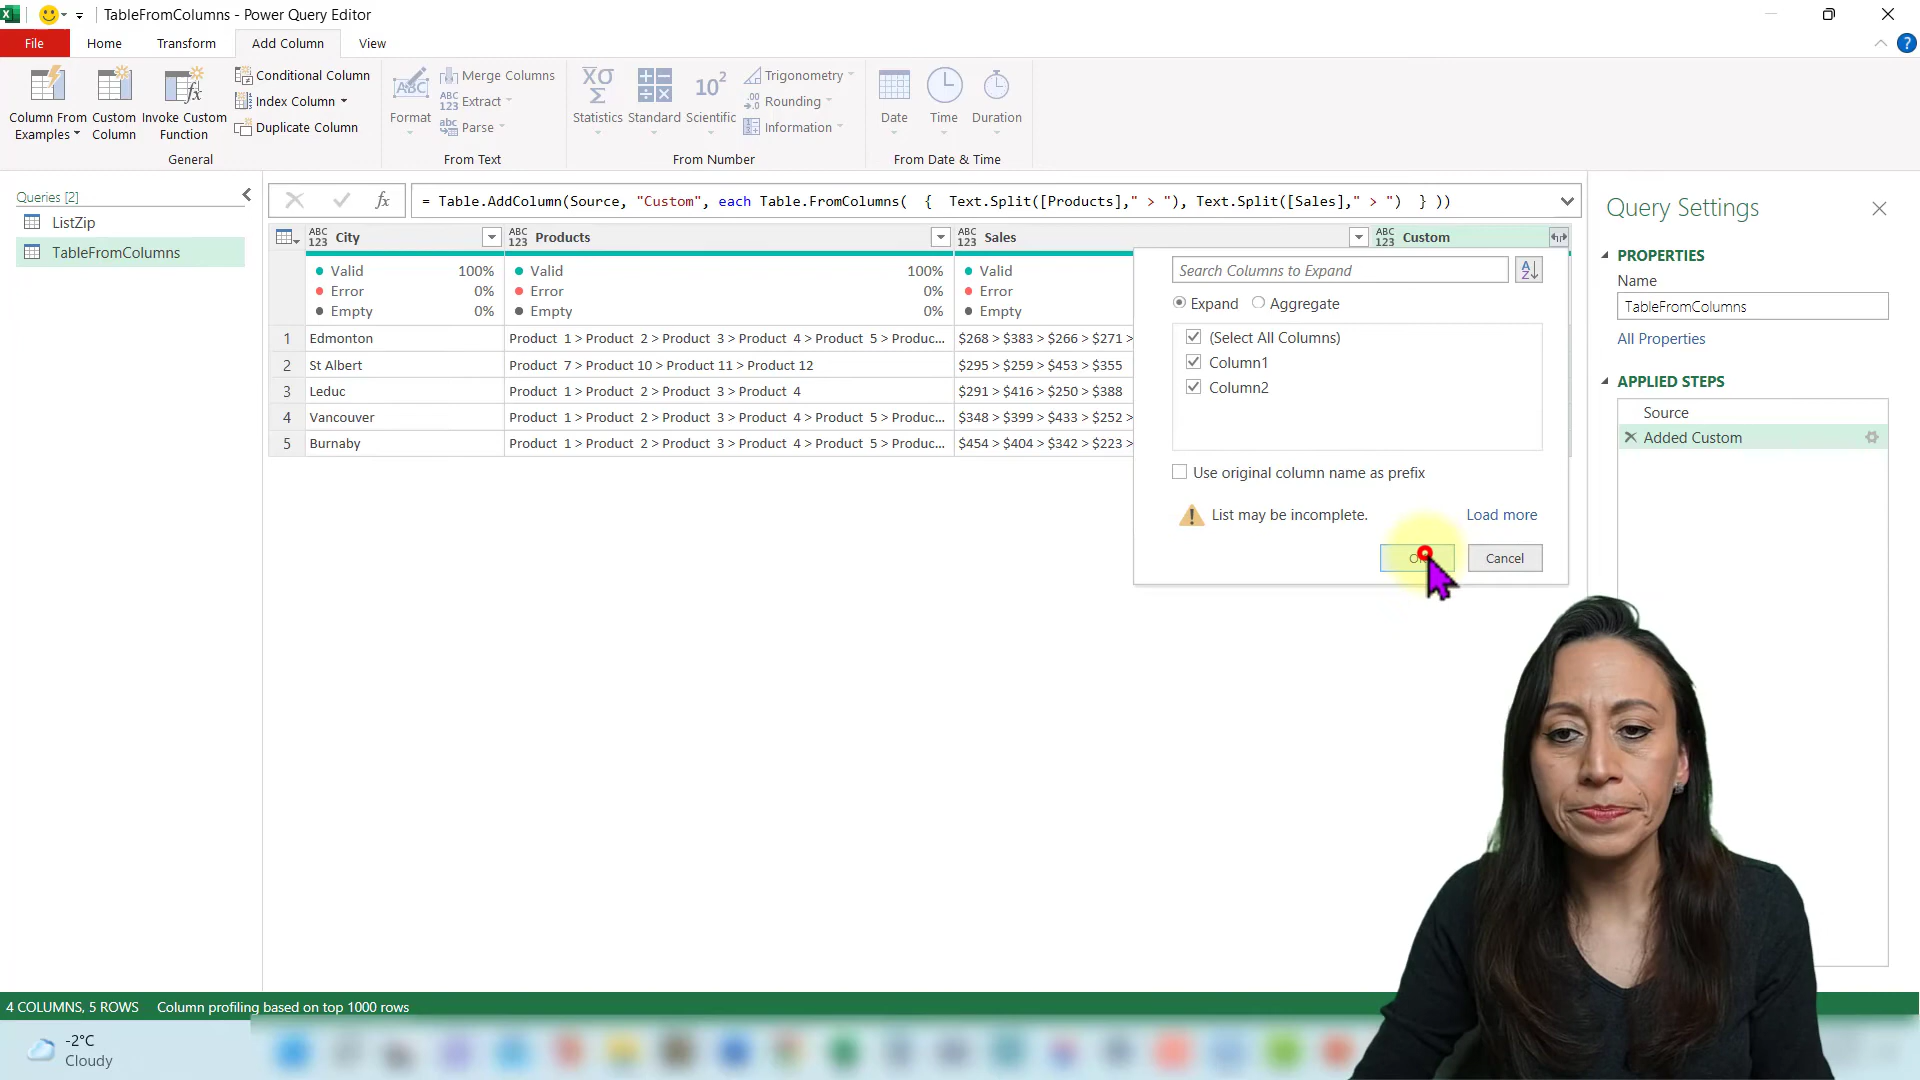 TableFromColumns - Power Query Editor
File Home Transform Add Column View
Column From Examples
Custom Column
Invoke Custom Function
Conditional Column
Index Column
Duplicate Column
General
Format
Merge Columns
Extract
Parse
From Text
Statistics
Standard
Scientific
Trigonometry
Rounding
Information
From Number
Date
Time
Duration
From Date & Time
Queries [2]
ListZip
TableFromColumns
= Table.AddColumn(Source, "Custom", each Table.FromColumns( { Text.Split([Products]," > "), Text.Split([Sales]," > ") } ))
ABC 123 City ABC 123 Products ABC 123 Sales ABC 123 Custom
Valid 100% Valid 100% Valid
Error 0% Error 0% Error
Empty 0% Empty 0% Empty
1 Edmonton Product 1 > Product 2 > Product 3 > Product 4 > Product 5 > Produc... $268 > $383 > $266 > $271 >
2 St Albert Product 7 > Product 10 > Product 11 > Product 12 $295 > $259 > $453 > $355
3 Leduc Product 1 > Product 2 > Product 3 > Product 4 $291 > $416 > $250 > $388
4 Vancouver Product 1 > Product 2 > Product 3 > Product 4 > Product 5 > Produc... $348 > $399 > $433 > $252 >
5 Burnaby Product 1 > Product 2 > Product 3 > Product 4 > Product 5 > Produc... $454 > $404 > $342 > $223 >
Search Columns to Expand
Expand Aggregate
(Select All Columns)
Column1
Column2
Use original column name as prefix
List may be incomplete. Load more
Cancel
Query Settings
PROPERTIES
Name
TableFromColumns
All Properties
APPLIED STEPS
Source
Added Custom
4 COLUMNS, 5 ROWS Column profiling based on top 1000 rows
-2°C
Cloudy